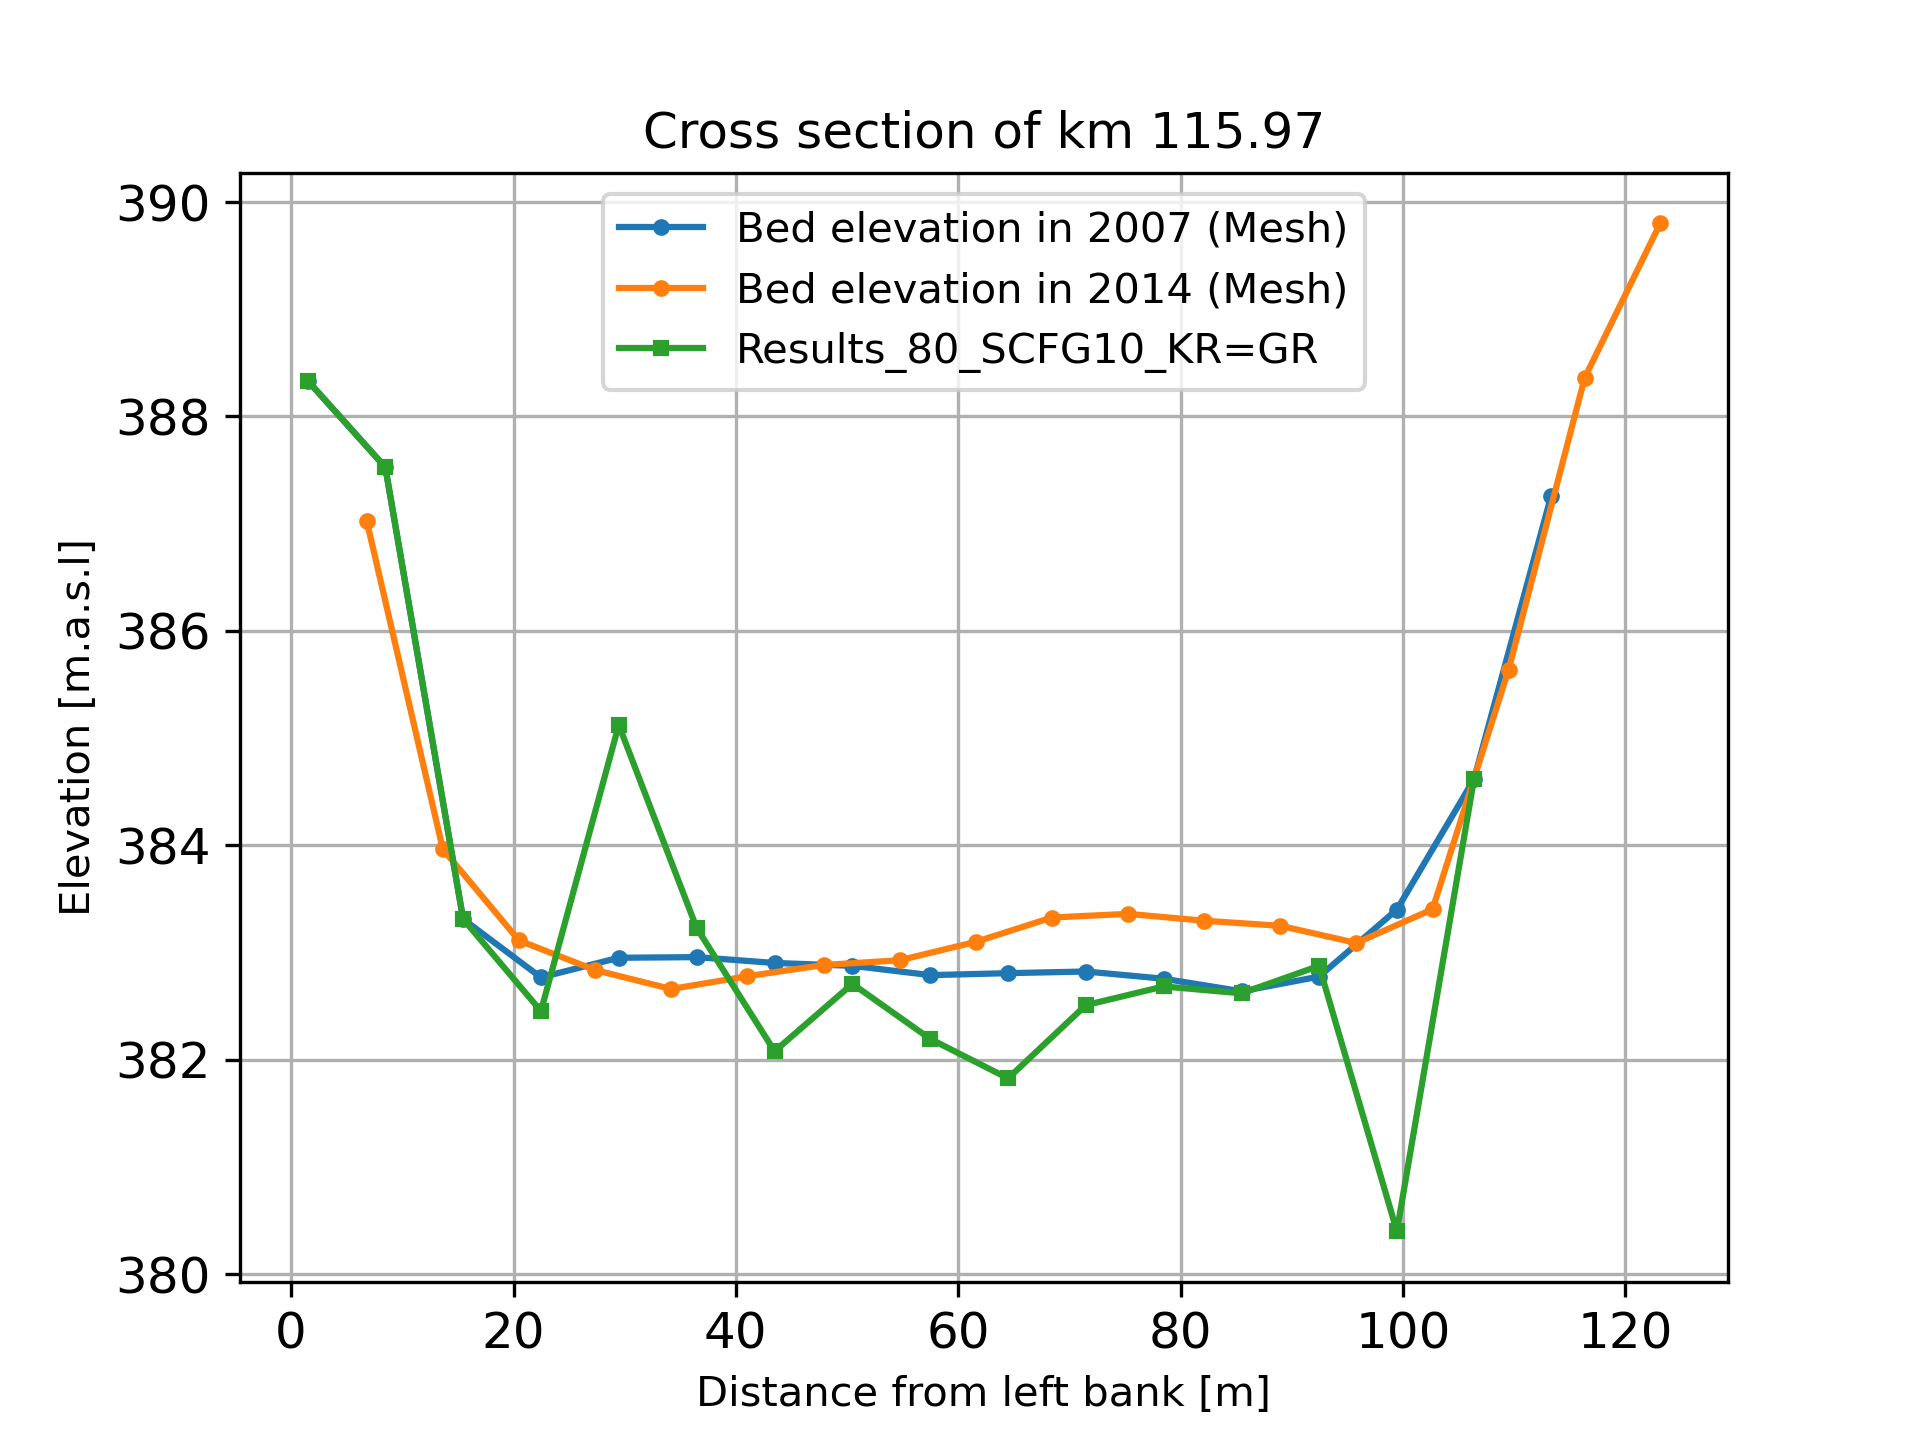 Cross section of km 115.97
Bed elevation in 2007 (Mesh)
Bed elevation in 2014 (Mesh)
Results_80_SCFG10_KR=GR
Elevation [m.a.s.l]
390
388
386
384
382
380
0 20 40 60 80 100 120
Distance from left bank [m]